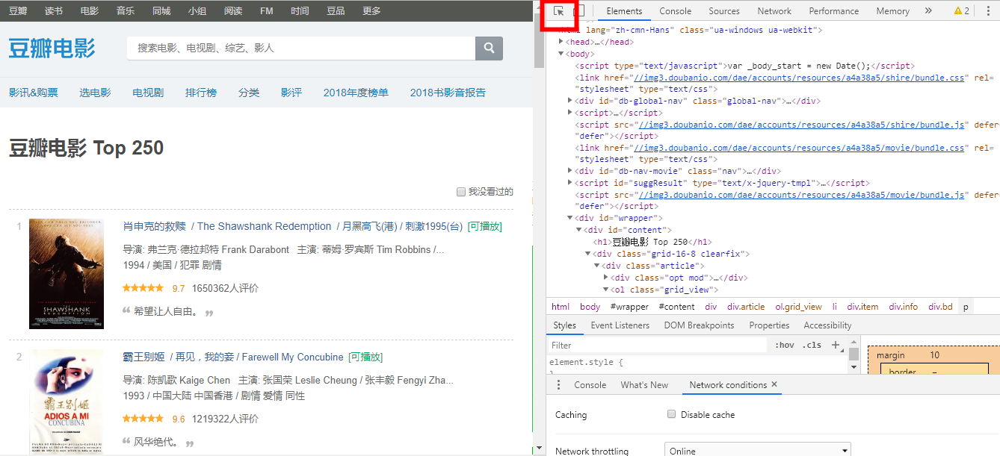 豆瓣 读书 电影 音乐 同城 小组 阅读 FM 时间 豆品 更多
豆瓣电影
搜索电影、电视剧、综艺、影人
影讯&购票 选电影 电视剧 排行榜 分类 影评 2018年度榜单 2018书影音报告
豆瓣电影 Top 250
我没看过的
1
肖申克的救赎 / The Shawshank Redemption / 月黑高飞(港) / 刺激1995(台) [可播放]
导演: 弗兰克·德拉邦特 Frank Darabont 主演: 蒂姆·罗宾斯 Tim Robbins /...
1994 / 美国 / 犯罪 剧情
9.7 1650362人评价
希望让人自由。
SHAWSHANK
REDEMPTION
2
霸王别姬 / 再见，我的妾 / Farewell My Concubine [可播放]
导演: 陈凯歌 Kaige Chen 主演: 张国荣 Leslie Cheung / 张丰毅 Fengyi Zha...
1993 / 中国大陆 中国香港 / 剧情 爱情 同性
9.6 1219322人评价
风华绝代。
霸王别姬
ADIOS A MI
CONCUBINA
Elements Console Sources Network Performance Memory » 2
html lang="zh-cmn-Hans" class="ua-windows ua-webkit">
<head>…</head>
<body>
<script type="text/javascript">var _body_start = new Date();</script>
<link href="//img3.doubanio.com/dae/accounts/resources/a4a38a5/shire/bundle.css" rel=
"stylesheet" type="text/css">
<div id="db-global-nav" class="global-nav">…</div>
<script>…</script>
<script src="//img3.doubanio.com/dae/accounts/resources/a4a38a5/shire/bundle.js" defer=
"defer"></script>
<link href="//img3.doubanio.com/dae/accounts/resources/a4a38a5/movie/bundle.css" rel=
"stylesheet" type="text/css">
<div id="db-nav-movie" class="nav">…</div>
<script id="suggResult" type="text/x-jquery-tmpl">…</script>
<script src="//img3.doubanio.com/dae/accounts/resources/a4a38a5/movie/bundle.js" defer=
"defer"></script>
<div id="wrapper">
<div id="content">
<h1>豆瓣电影 Top 250</h1>
<div class="grid-16-8 clearfix">
<div class="article">
<div class="opt mod">…</div>
<ol class="grid_view">
html body #wrapper #content div div.article ol.grid_view li div.item div.info div.bd p
Styles Event Listeners DOM Breakpoints Properties Accessibility
Filter :hov .cls +
element.style {
}
margin 10
border –
Console What's New Network conditions ×
Caching Disable cache
Network throttling Online